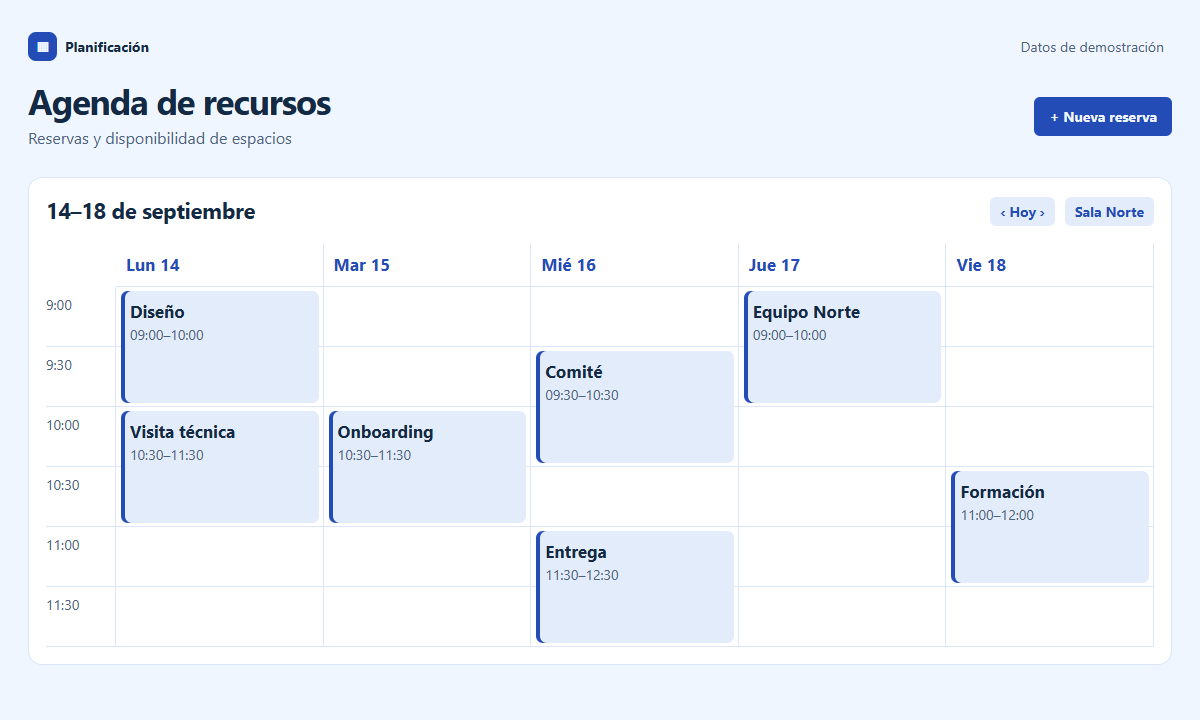 Planificación
Datos de demostración
Agenda de recursos
Reservas y disponibilidad de espacios
+ Nueva reserva
14–18 de septiembre
‹ Hoy ›
Sala Norte
Lun 14
Mar 15
Mié 16
Jue 17
Vie 18
9:00
Diseño
09:00–10:00
Equipo Norte
09:00–10:00
9:30
Comité
09:30–10:30
10:00
Visita técnica
10:30–11:30
Onboarding
10:30–11:30
10:30
Formación
11:00–12:00
11:00
Entrega
11:30–12:30
11:30